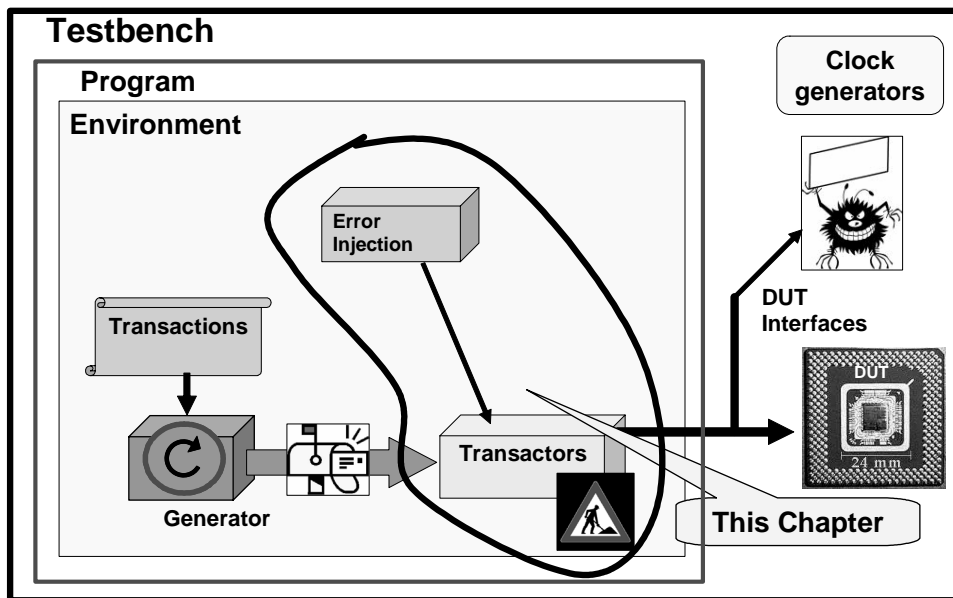 Testbench
Program
Environment
Clock
generators
Error
Injection
DUT
Interfaces
Transactions
DUT
24 mm
Transactors
Generator
This Chapter